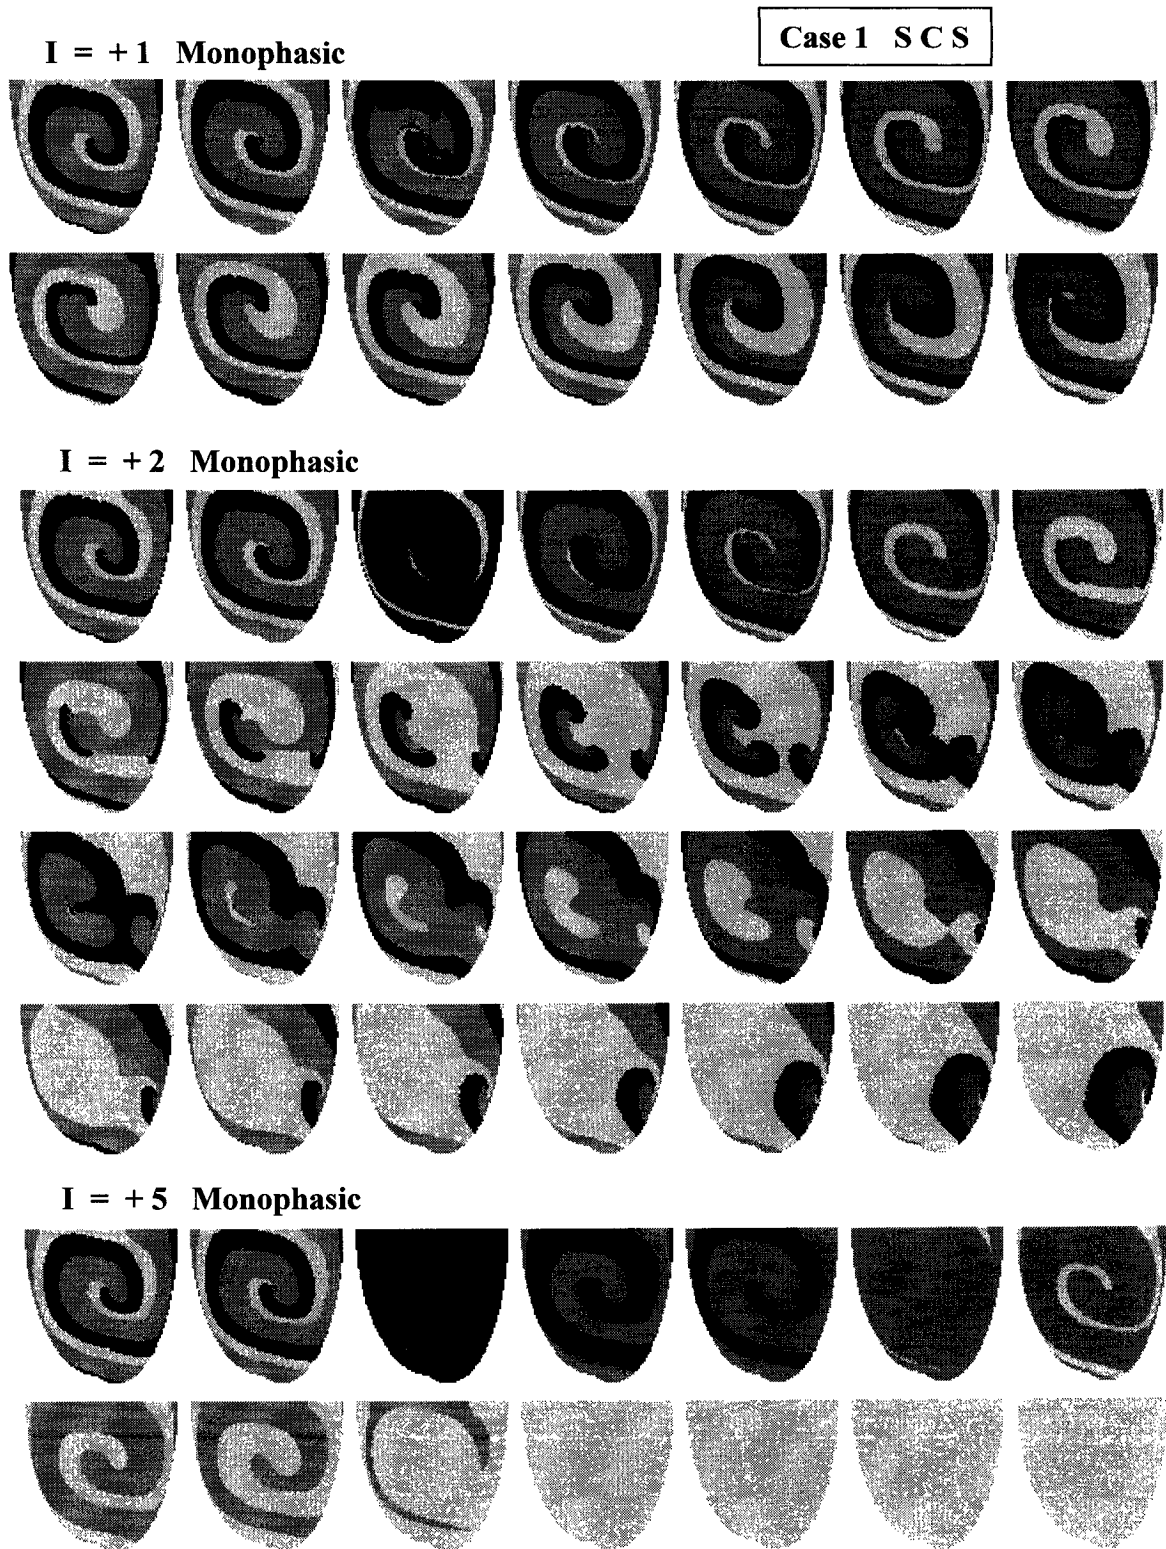 Case 1 S C S
I = + 1 Monophasic
I = + 2 Monophasic
I = + 5 Monophasic